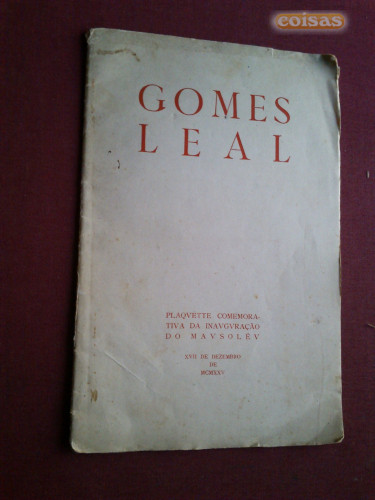 coisas
GOMES
LEAL
PLAQVETTE COMEMORA-
TIVA DA INAVGVRAÇÃO
DO MAVSOLÉV
XVII DE DEZEMBRO
DE
MCMXXV